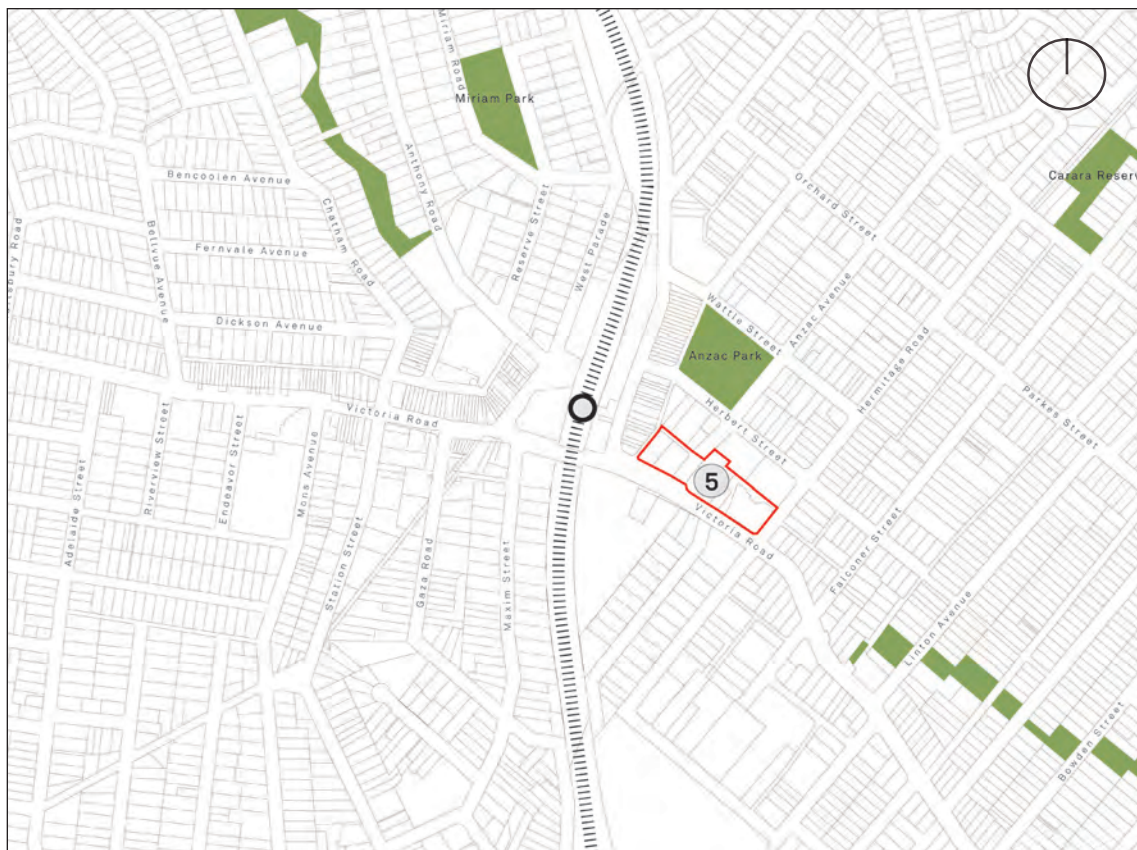 Miriam Road
Miriam Park
Anthony Road
Bencoolen Avenue
Chatham Road
Bellvue Avenue
Fernvale Avenue
Dickson Avenue
Reserve Street
West Parade
Orchard Street
Carara Reserv
Wattle Street
Anzac Avenue
Anzac Park
Hermitage Road
Parkes Street
Herbert Street
Victoria Road
5
Victoria Road
Adelaide Street
Riverview Street
Endeavor Street
Mons Avenue
Station Street
Gaza Road
Maxim Street
Falconer Street
Linton Avenue
Bowden Street